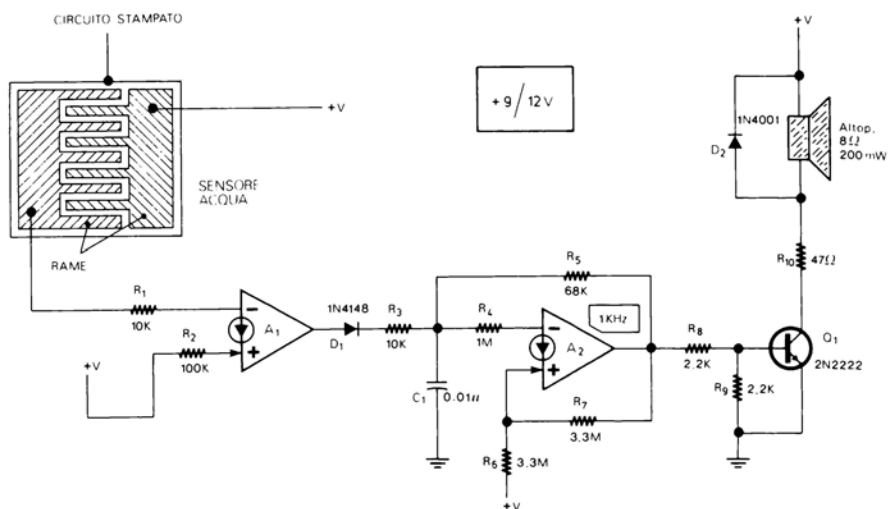 CIRCUITO STAMPATO
+V
SENSORE
ACQUA
RAME
+9/12V
+V
1N4001
D2
Altop.
8Ω
200mW
R10
47Ω
R1
10K
R2
100K
+V
-
+
A1
1N4148
D1
R3
10K
C1
0.01µ
R4
1M
R5
68K
-
+
A2
1KHz
R7
3.3M
R6
3.3M
+V
R8
2.2K
R9
2,2K
Q1
2N2222